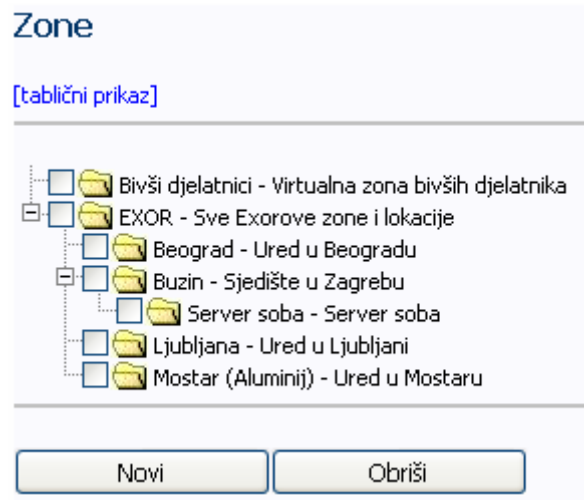 Zone
[tablični prikaz]
Bivši djelatnici - Virtualna zona bivših djelatnika
EXOR - Sve Exorove zone i lokacije
Beograd - Ured u Beogradu
Buzin - Sjedište u Zagrebu
Server soba - Server soba
Ljubljana - Ured u Ljubljani
Mostar (Aluminij) - Ured u Mostaru
Novi
Obriši